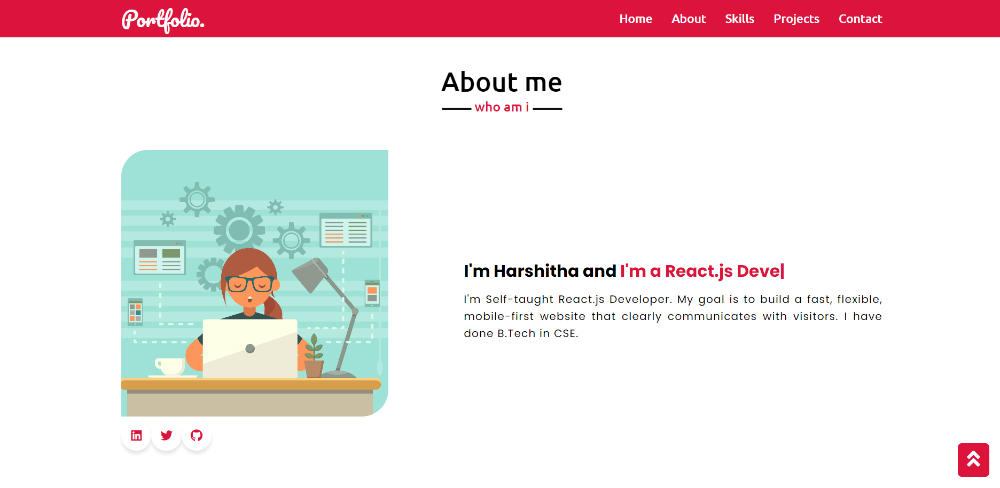 Portfolio.
Home About Skills Projects Contact
About me
who am i
I'm Harshitha and I'm a React.js Deve|
I'm Self-taught React.js Developer. My goal is to build a fast, flexible,
mobile-first website that clearly communicates with visitors. I have
done B.Tech in CSE.
in